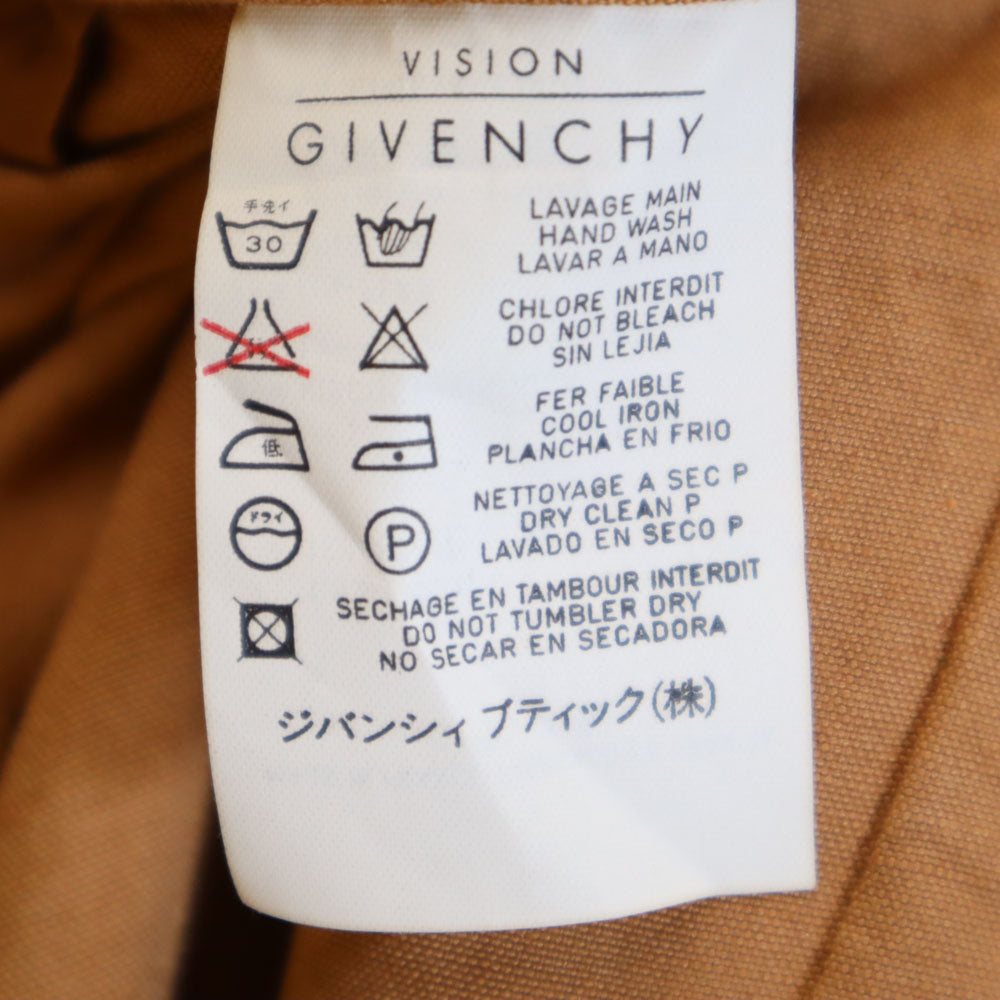 VISION
GIVENCHY
手洗イ
30
LAVAGE MAIN
HAND WASH
LAVAR A MANO
CHLORE INTERDIT
DO NOT BLEACH
SIN LEJIA
低
FER FAIBLE
COOL IRON
PLANCHA EN FRIO
ドライ
P
NETTOYAGE A SEC P
DRY CLEAN P
LAVADO EN SECO P
SECHAGE EN TAMBOUR INTERDIT
DO NOT TUMBLER DRY
NO SECAR EN SECADORA
ジバンシィ ブティック(株)